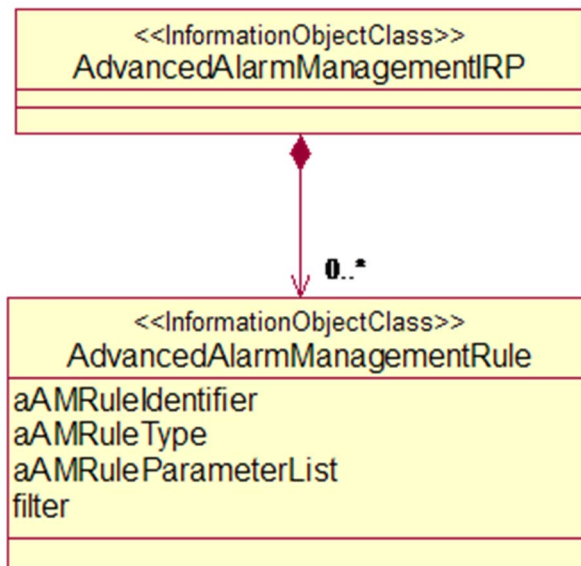 <<InformationObjectClass>>
AdvancedAlarmManagementIRP
0..*
<<InformationObjectClass>>
AdvancedAlarmManagementRule
aAMRuleIdentifier
aAMRuleType
aAMRuleParameterList
filter